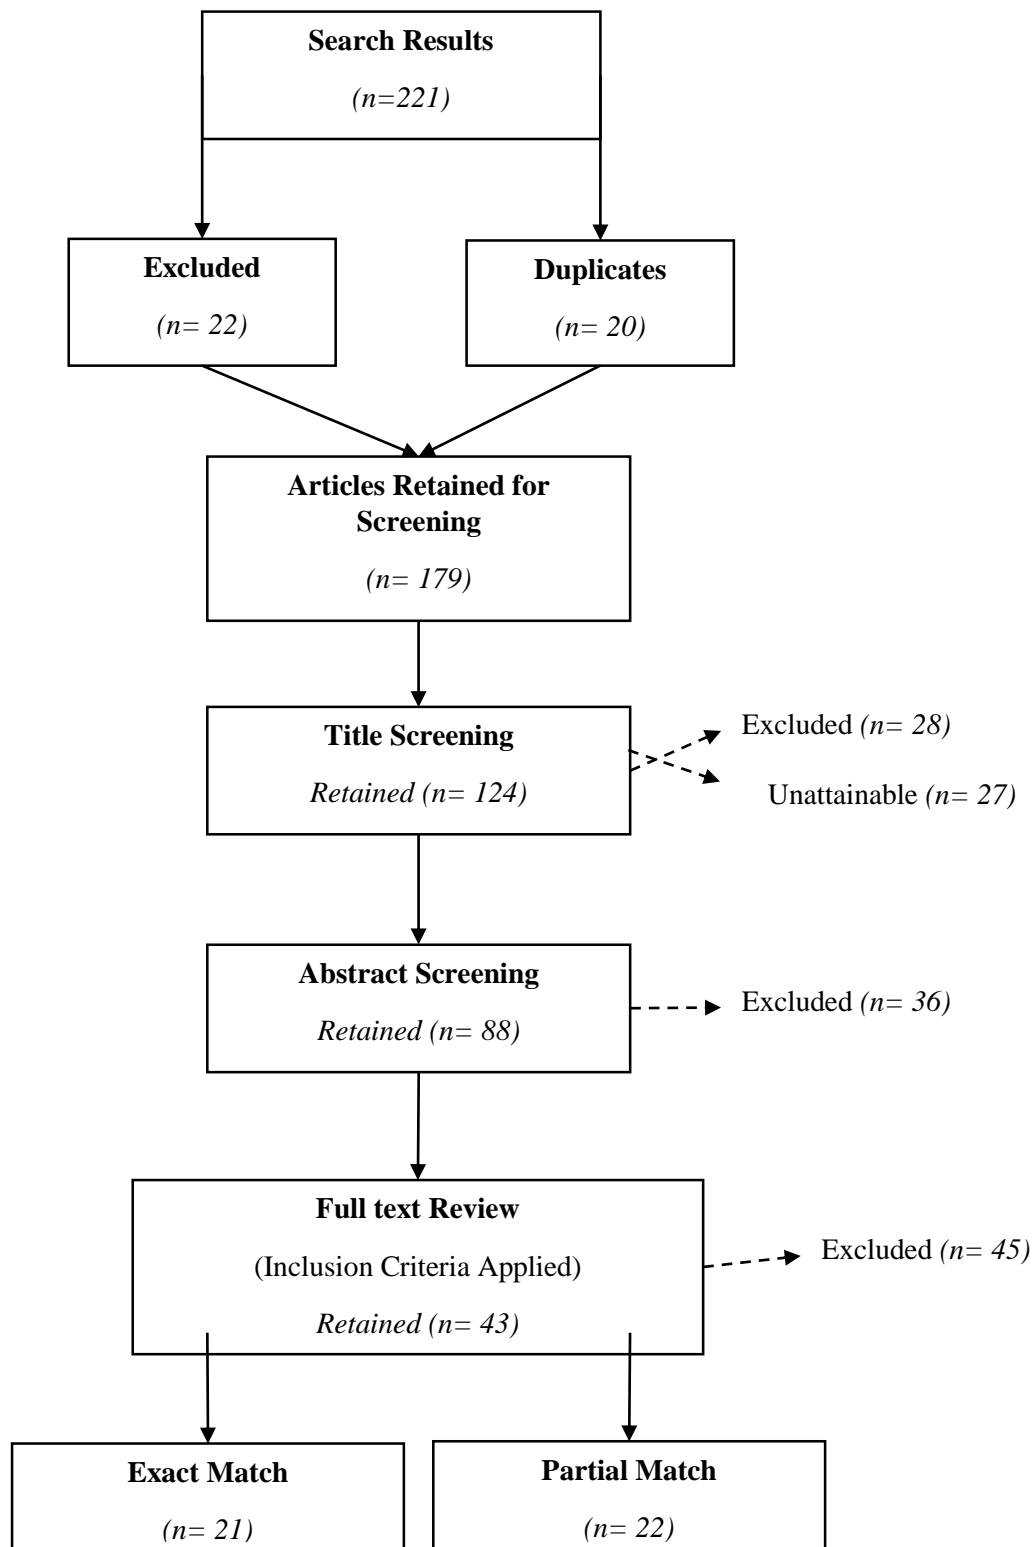 Search Results
(n=221)
Excluded
(n= 22)
Duplicates
(n= 20)
Articles Retained for
Screening
(n= 179)
Title Screening
Retained (n= 124)
Excluded (n= 28)
Unattainable (n= 27)
Abstract Screening
Retained (n= 88)
Excluded (n= 36)
Full text Review
(Inclusion Criteria Applied)
Retained (n= 43)
Excluded (n= 45)
Exact Match
(n= 21)
Partial Match
(n= 22)